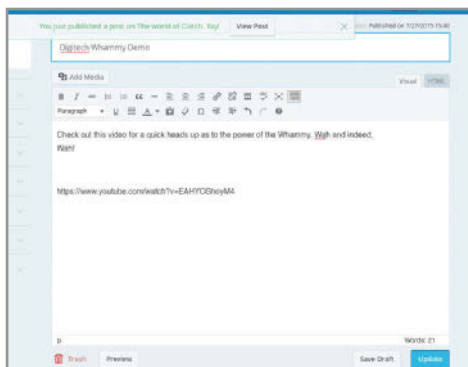 You just published a post on The world of Clutch. Yay!
View Post
Published on 7/27/2015 15:40
Digitech Whammy Demo
Add Media
Visual
HTML
Paragraph
Check out this video for a quick heads up as to the power of the Whammy. Wah and indeed,
Wah!
https://www.youtube.com/watch?v=
p
Words: 21
Trash
Preview
Save Draft
Update